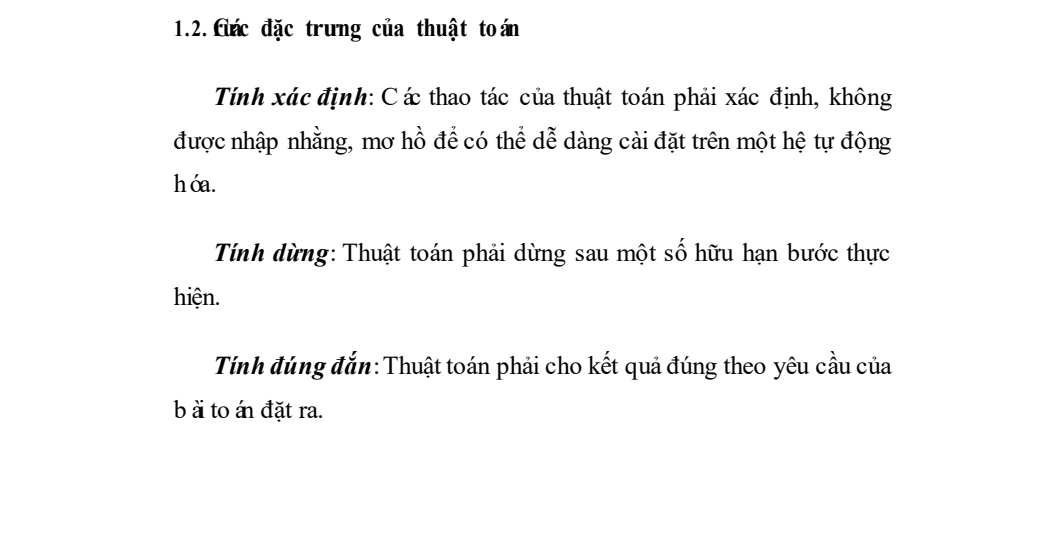 1.2. Các đặc trưng của thuật toán
Tính xác định: Các thao tác của thuật toán phải xác định, không
được nhập nhằng, mơ hồ để có thể dễ dàng cài đặt trên một hệ tự động
hóa.
Tính dừng: Thuật toán phải dừng sau một số hữu hạn bước thực
hiện.
Tính đúng đắn: Thuật toán phải cho kết quả đúng theo yêu cầu của
bài toán đặt ra.